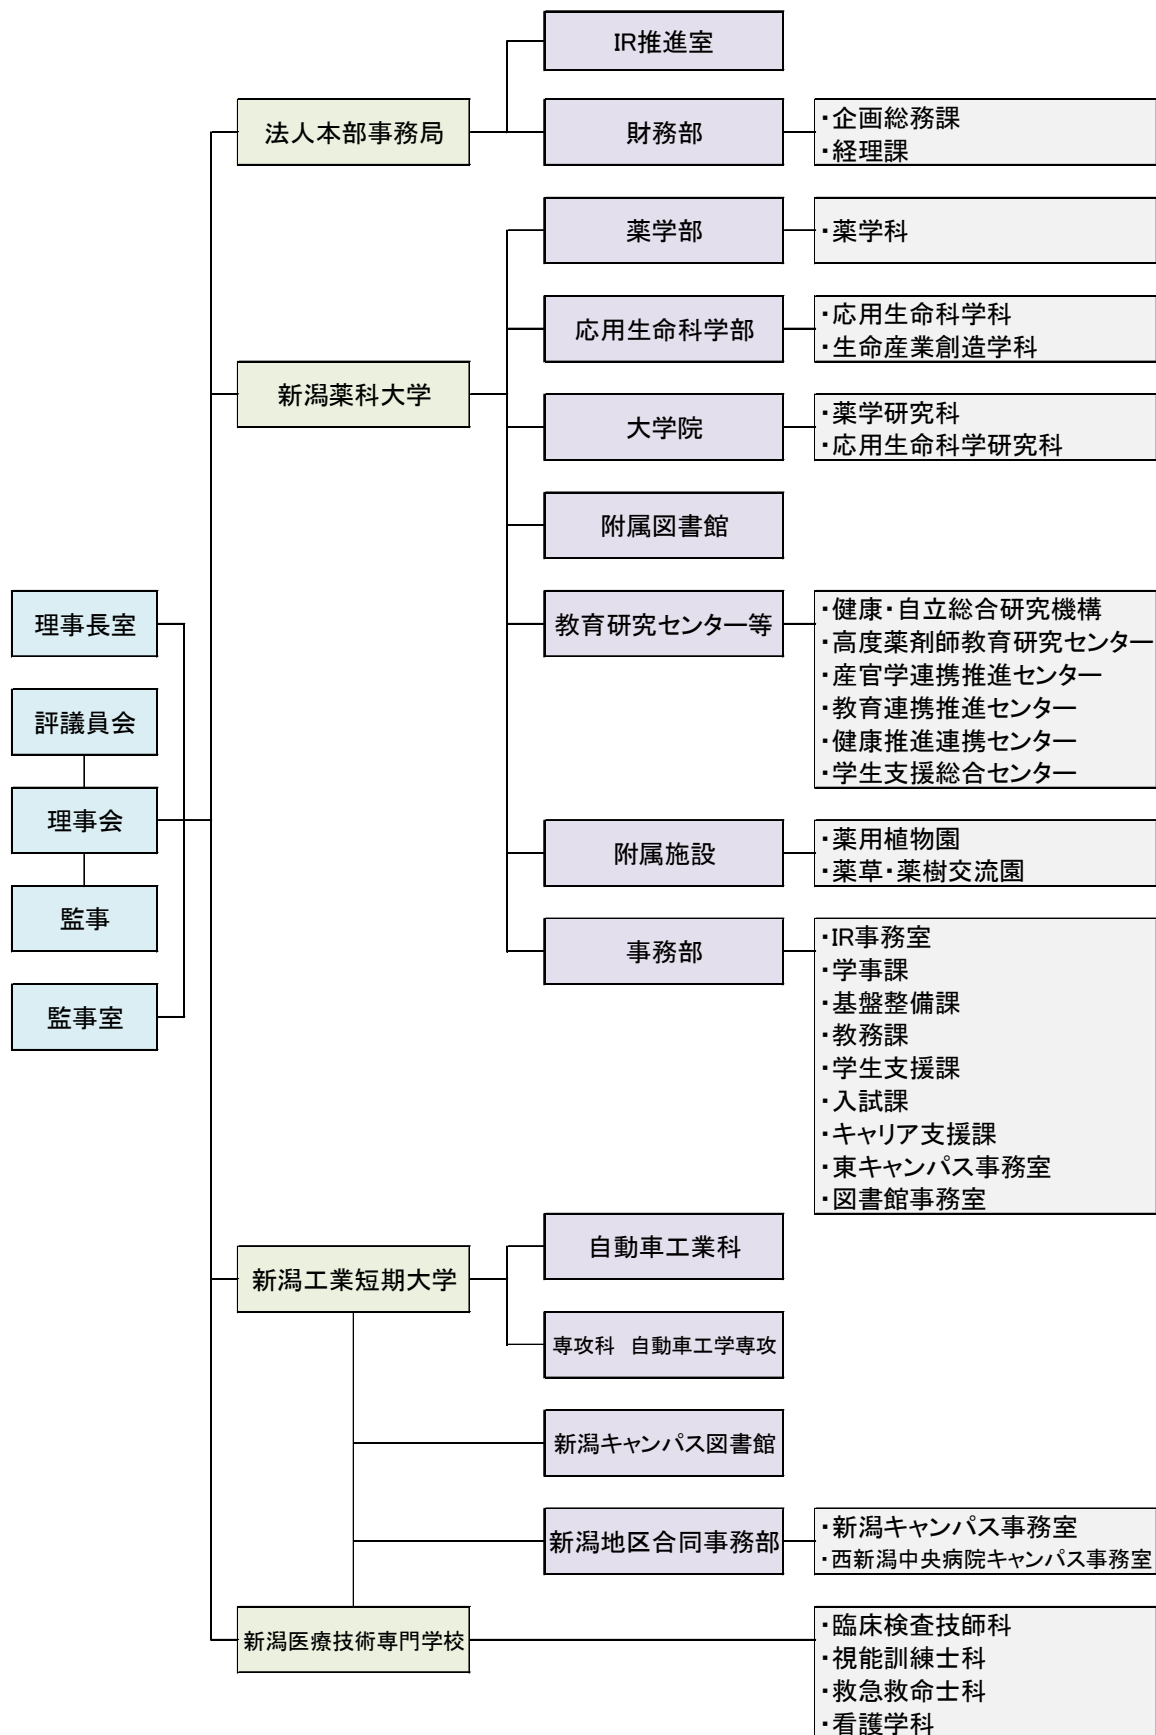 IR推進室
法人本部事務局
財務部
・企画総務課
・経理課
薬学部
・薬学科
応用生命科学部
・応用生命科学科
・生命産業創造学科
新潟薬科大学
大学院
・薬学研究科
・応用生命科学研究科
附属図書館
理事長室
教育研究センター等
・健康・自立総合研究機構
・高度薬剤師教育研究センター
・産官学連携推進センター
・教育連携推進センター
・健康推進連携センター
・学生支援総合センター
評議員会
理事会
附属施設
・薬用植物園
・薬草・薬樹交流園
監事
事務部
・IR事務室
・学事課
・基盤整備課
・教務課
・学生支援課
・入試課
・キャリア支援課
・東キャンパス事務室
・図書館事務室
監事室
新潟工業短期大学
自動車工業科
専攻科　自動車工学専攻
新潟キャンパス図書館
新潟地区合同事務部
・新潟キャンパス事務室
・西新潟中央病院キャンパス事務室
新潟医療技術専門学校
・臨床検査技師科
・視能訓練士科
・救急救命士科
・看護学科